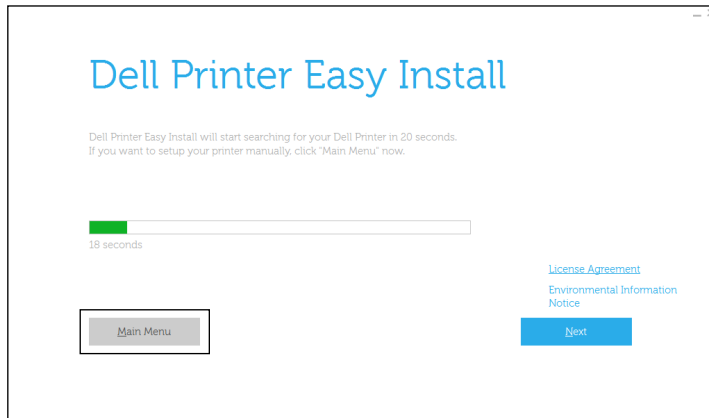 Dell Printer Easy Install
Dell Printer Easy Install will start searching for your Dell Printer in 20 seconds.
If you want to setup your printer manually, click "Main Menu" now.
18 seconds
License Agreement
Environmental Information
Notice
Main Menu
Next